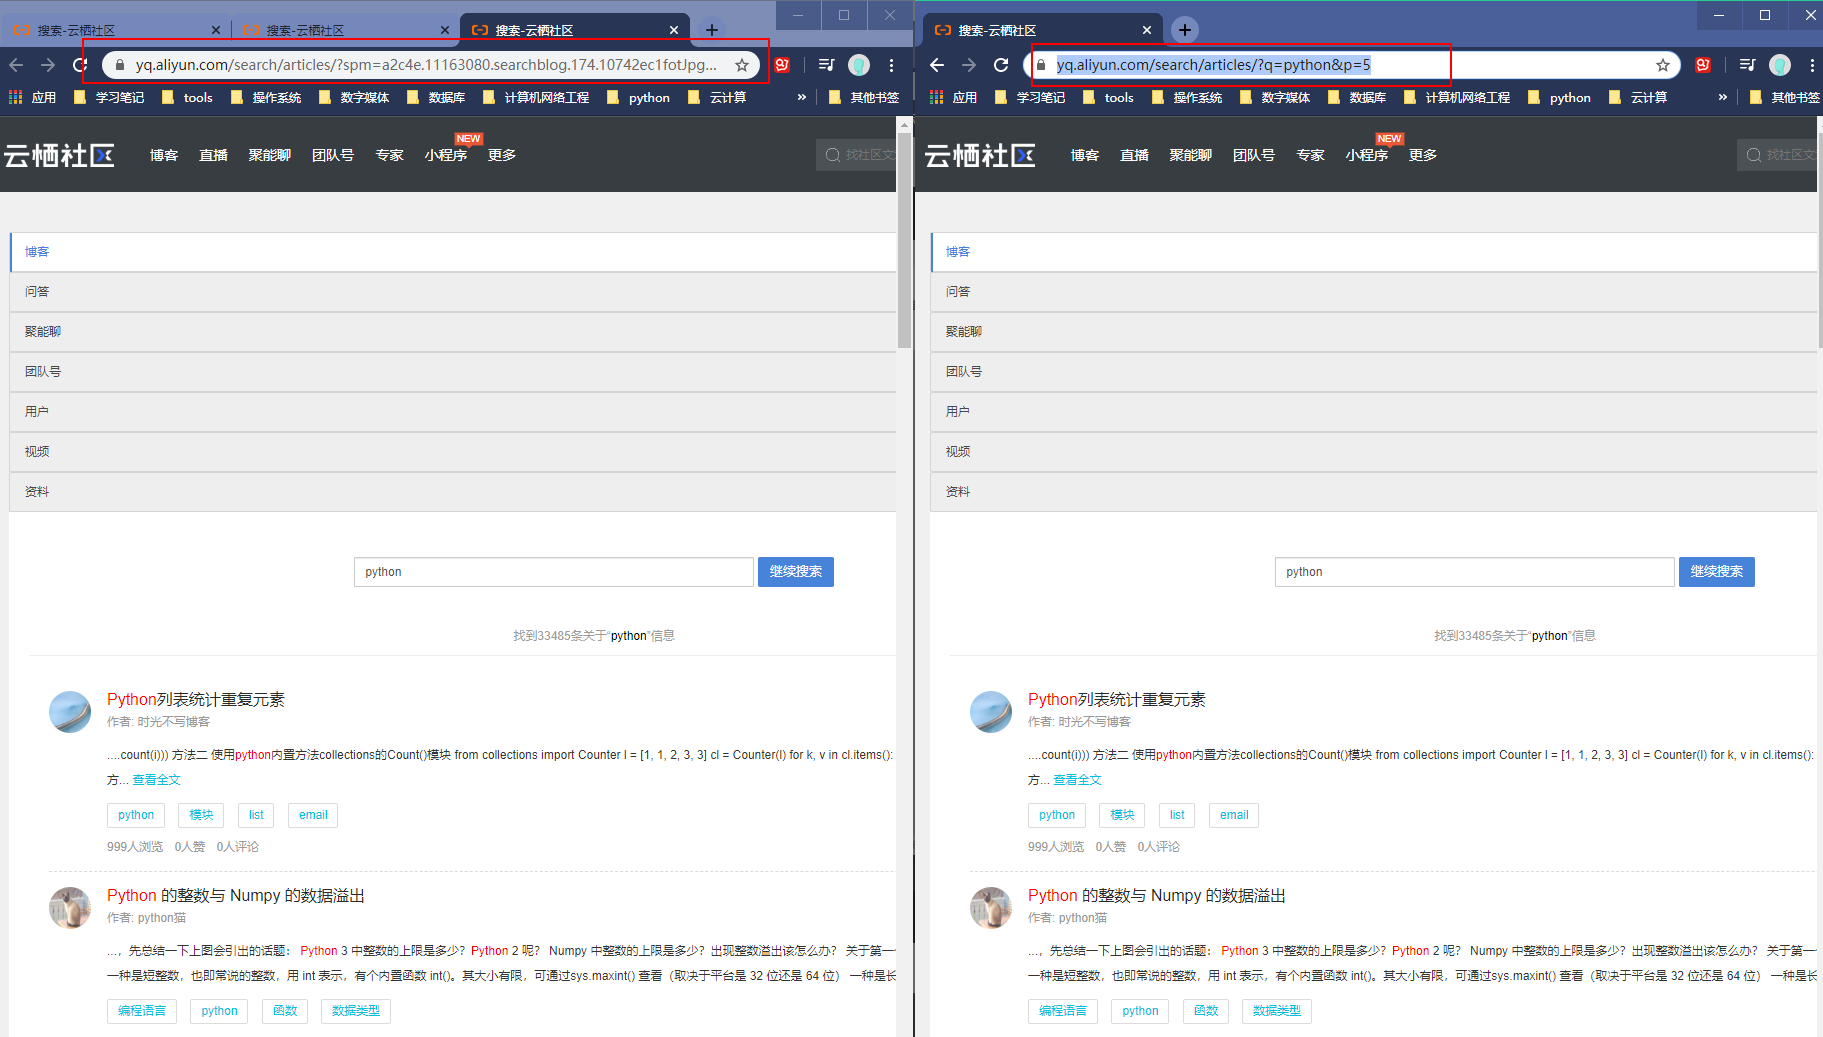 搜索-云栖社区
搜索-云栖社区
搜索-云栖社区
yq.aliyun.com/search/articles/?spm=a2c4e.11163080.searchblog.174.10742ec1fotJpg...
应用 学习笔记 tools 操作系统 数字媒体 数据库 计算机网络工程 python 云计算 » 其他书签
云栖社区 博客 直播 聚能聊 团队号 专家 小程序 NEW 更多 找社区文
博客
问答
聚能聊
团队号
用户
视频
资料
python 继续搜索
找到33485条关于“python”信息
Python列表统计重复元素
作者: 时光不写博客
....count(i))) 方法二 使用python内置方法collections的Count()模块 from collections import Counter l = [1, 1, 2, 3, 3] cl = Counter(l) for k, v in cl.items():
方... 查看全文
python 模块 list email
999人浏览 0人赞 0人评论
Python 的整数与 Numpy 的数据溢出
作者: python猫
...，先总结一下上图会引出的话题： Python 3 中整数的上限是多少？Python 2 呢？ Numpy 中整数的上限是多少？出现整数溢出该怎么办？ 关于第一
一种是短整数，也即常说的整数，用 int 表示，有个内置函数 int()。其大小有限，可通过sys.maxint() 查看（取决于平台是 32 位还是 64 位） 一种是长
编程语言 python 函数 数据类型
搜索-云栖社区
yq.aliyun.com/search/articles/?q=python&p=5
应用 学习笔记 tools 操作系统 数字媒体 数据库 计算机网络工程 python 云计算 » 其他书签
云栖社区 博客 直播 聚能聊 团队号 专家 小程序 NEW 更多 找社区文
博客
问答
聚能聊
团队号
用户
视频
资料
python 继续搜索
找到33485条关于“python”信息
Python列表统计重复元素
作者: 时光不写博客
....count(i))) 方法二 使用python内置方法collections的Count()模块 from collections import Counter l = [1, 1, 2, 3, 3] cl = Counter(l) for k, v in cl.items():
方... 查看全文
python 模块 list email
999人浏览 0人赞 0人评论
Python 的整数与 Numpy 的数据溢出
作者: python猫
...，先总结一下上图会引出的话题： Python 3 中整数的上限是多少？Python 2 呢？ Numpy 中整数的上限是多少？出现整数溢出该怎么办？ 关于第一
一种是短整数，也即常说的整数，用 int 表示，有个内置函数 int()。其大小有限，可通过sys.maxint() 查看（取决于平台是 32 位还是 64 位） 一种是长
编程语言 python 函数 数据类型